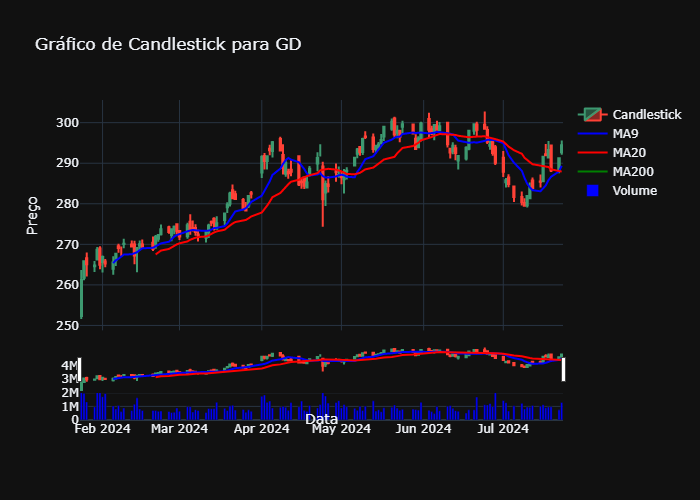 Gráfico de Candlestick para GD
300
290
280
270
260
250
Preço
Candlestick
MA9
MA20
MA200
Volume
4M
3M
2M
1M
0
Feb 2024 Mar 2024 Apr 2024 May 2024 Jun 2024 Jul 2024
Data